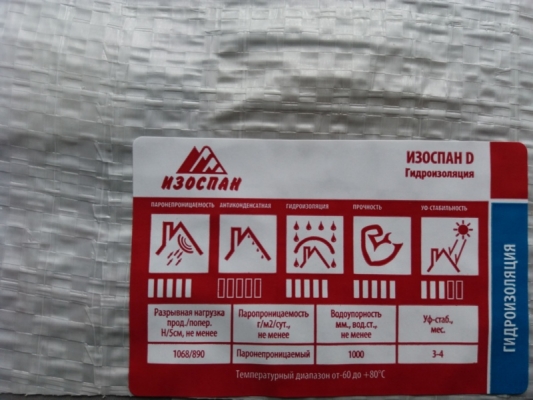 ИЗОСПАН
ИЗОСПАН D
Гидроизоляция
ПАРОНЕПРОНИЦАЕМОСТЬ АНТИКОНДЕНСАТНАЯ ГИДРОИЗОЛЯЦИЯ ПРОЧНОСТЬ УФ-СТАБИЛЬНОСТЬ
Разрывная нагрузка прод./попер. Н/5см, не менее
Паропроницаемость г/м2/сут., не менее
Водоупорность мм., вод.ст., не менее
Уф-стаб., мес.
1068/890 Паронепроницаемый 1000 3-4
Температурный диапазон от-60 до +80°С
ГИДРОИЗОЛЯЦИЯ